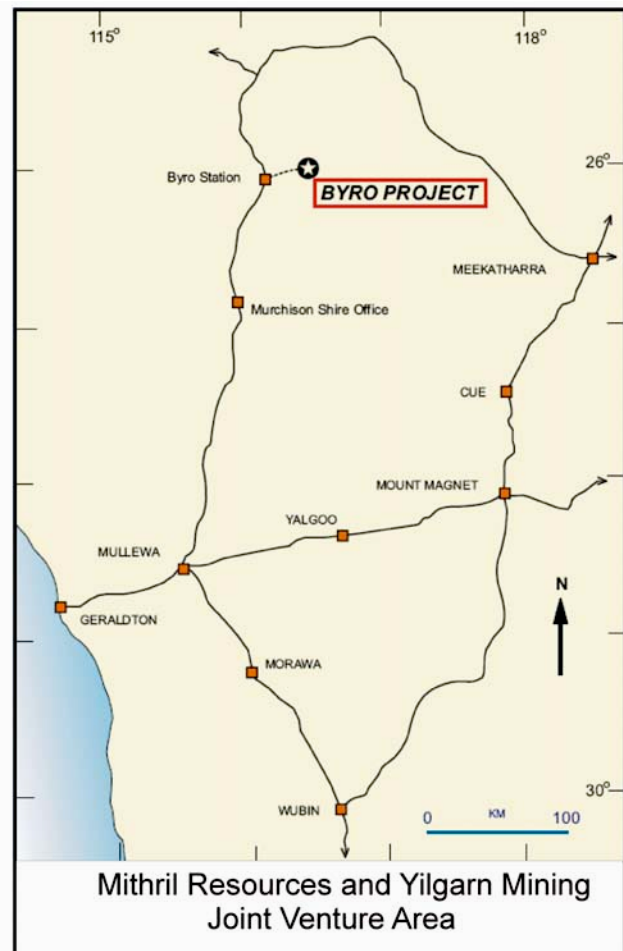 115°
118°
26°
Byro Station
BYRO PROJECT
MEEKATHARRA
Murchison Shire Office
CUE
MOUNT MAGNET
YALGOO
MULLEWA
N
GERALDTON
MORAWA
30°
WUBIN
0 KM 100
Mithril Resources and Yilgarn Mining
Joint Venture Area